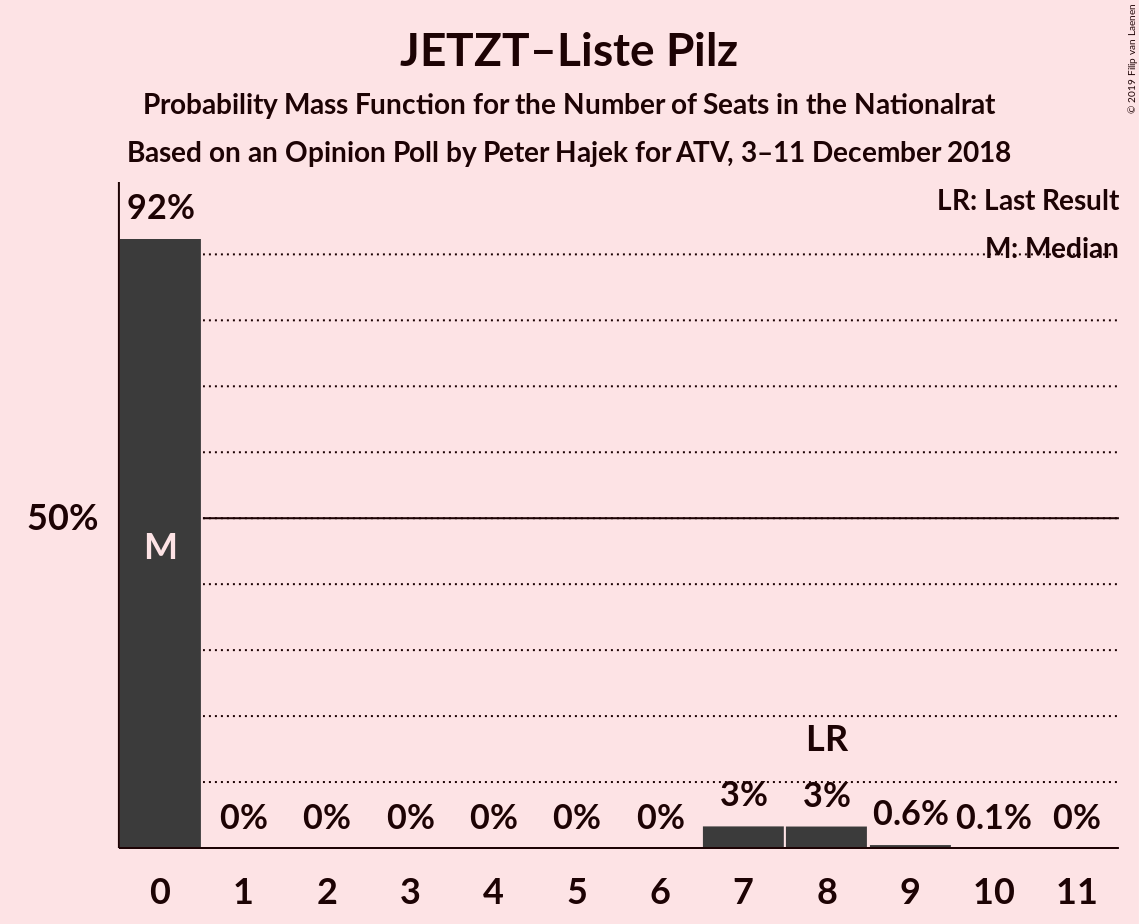 JETZT–Liste Pilz
Probability Mass Function for the Number of Seats in the Nationalrat
Based on an Opinion Poll by Peter Hajek for ATV, 3–11 December 2018
© 2019 Filip van Laenen
LR: Last Result
M: Median
92%
50%
M
LR
0% 0% 0% 0% 0% 0% 3% 3% 0.6% 0.1% 0%
0 1 2 3 4 5 6 7 8 9 10 11